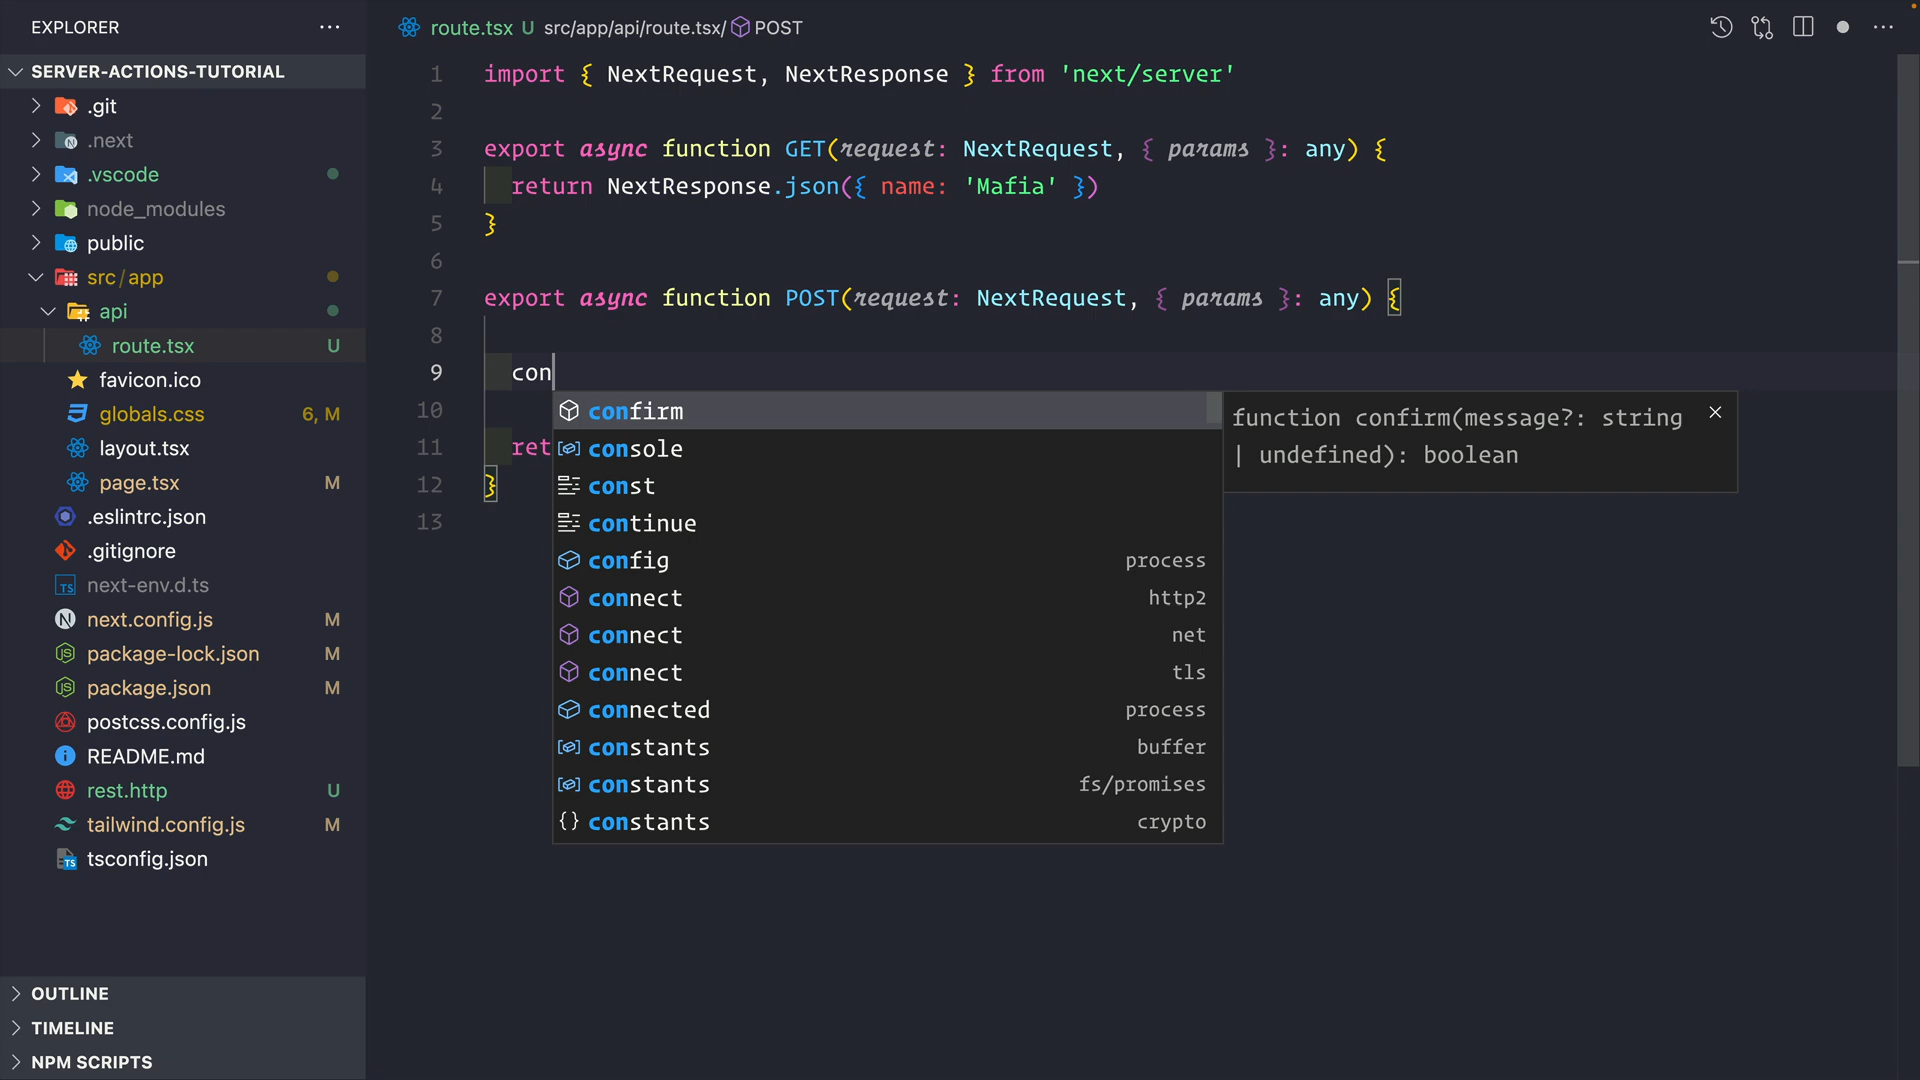 EXPLORER
SERVER-ACTIONS-TUTORIAL
.git
.next
.vscode
node_modules
public
src/app
api
route.tsx U
favicon.ico
globals.css 6, M
layout.tsx
page.tsx M
.eslintrc.json
.gitignore
next-env.d.ts
next.config.js M
package-lock.json M
package.json M
postcss.config.js
README.md
rest.http U
tailwind.config.js M
tsconfig.json
OUTLINE
TIMELINE
NPM SCRIPTS
route.tsx U src/app/api/route.tsx/ POST
1 import { NextRequest, NextResponse } from 'next/server'
2
3 export async function GET(request: NextRequest, { params }: any) {
4 return NextResponse.json({ name: 'Mafia' })
5 }
6
7 export async function POST(request: NextRequest, { params }: any) {
8
9 con
10
11 ret
12 }
13
confirm
console
const
continue
config process
connect http2
connect net
connect tls
connected process
constants buffer
constants fs/promises
constants crypto
function confirm(message?: string
| undefined): boolean